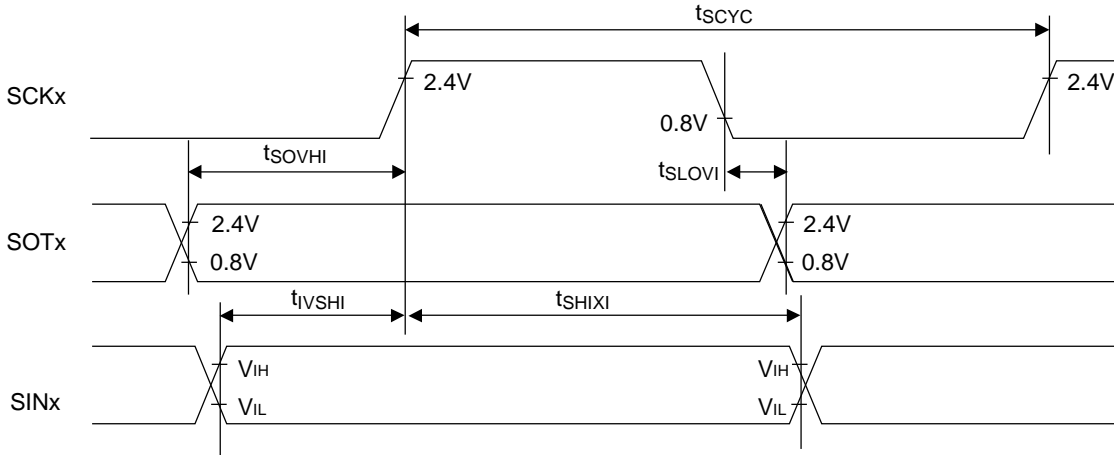 tSCYC
SCKx
2.4V
2.4V
0.8V
tSOVHI
tSLOVI
SOTx
2.4V
2.4V
0.8V
0.8V
tIVSHI
tSHIXI
SINx
VIH
VIH
VIL
VIL